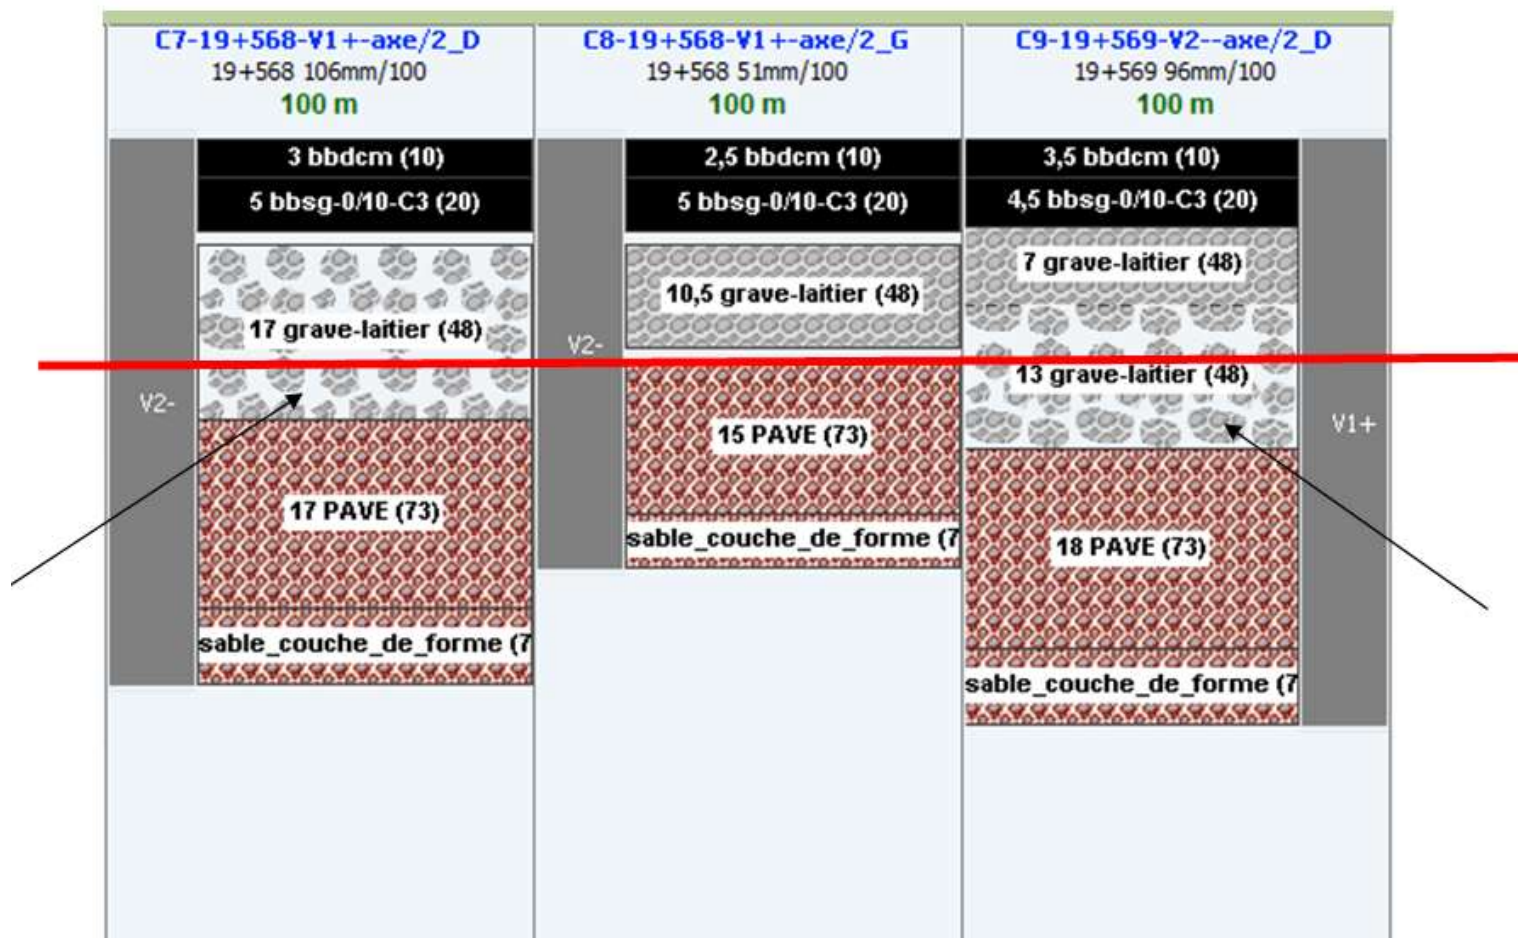 C7-19+568-V1+-axe/2_D
19+568 106mm/100
100 m
3 bbdcm (10)
5 bbsg-0/10-C3 (20)
17 grave-laitier (48)
V2-
17 PAVE (73)
sable_couche_de_forme (7
C8-19+568-V1+-axe/2_G
19+568 51mm/100
100 m
2,5 bbdcm (10)
5 bbsg-0/10-C3 (20)
10,5 grave-laitier (48)
V2-
15 PAVE (73)
sable_couche_de_forme (7
C9-19+569-V2--axe/2_D
19+569 96mm/100
100 m
3,5 bbdcm (10)
4,5 bbsg-0/10-C3 (20)
7 grave-laitier (48)
13 grave-laitier (48)
V1+
18 PAVE (73)
sable_couche_de_forme (7